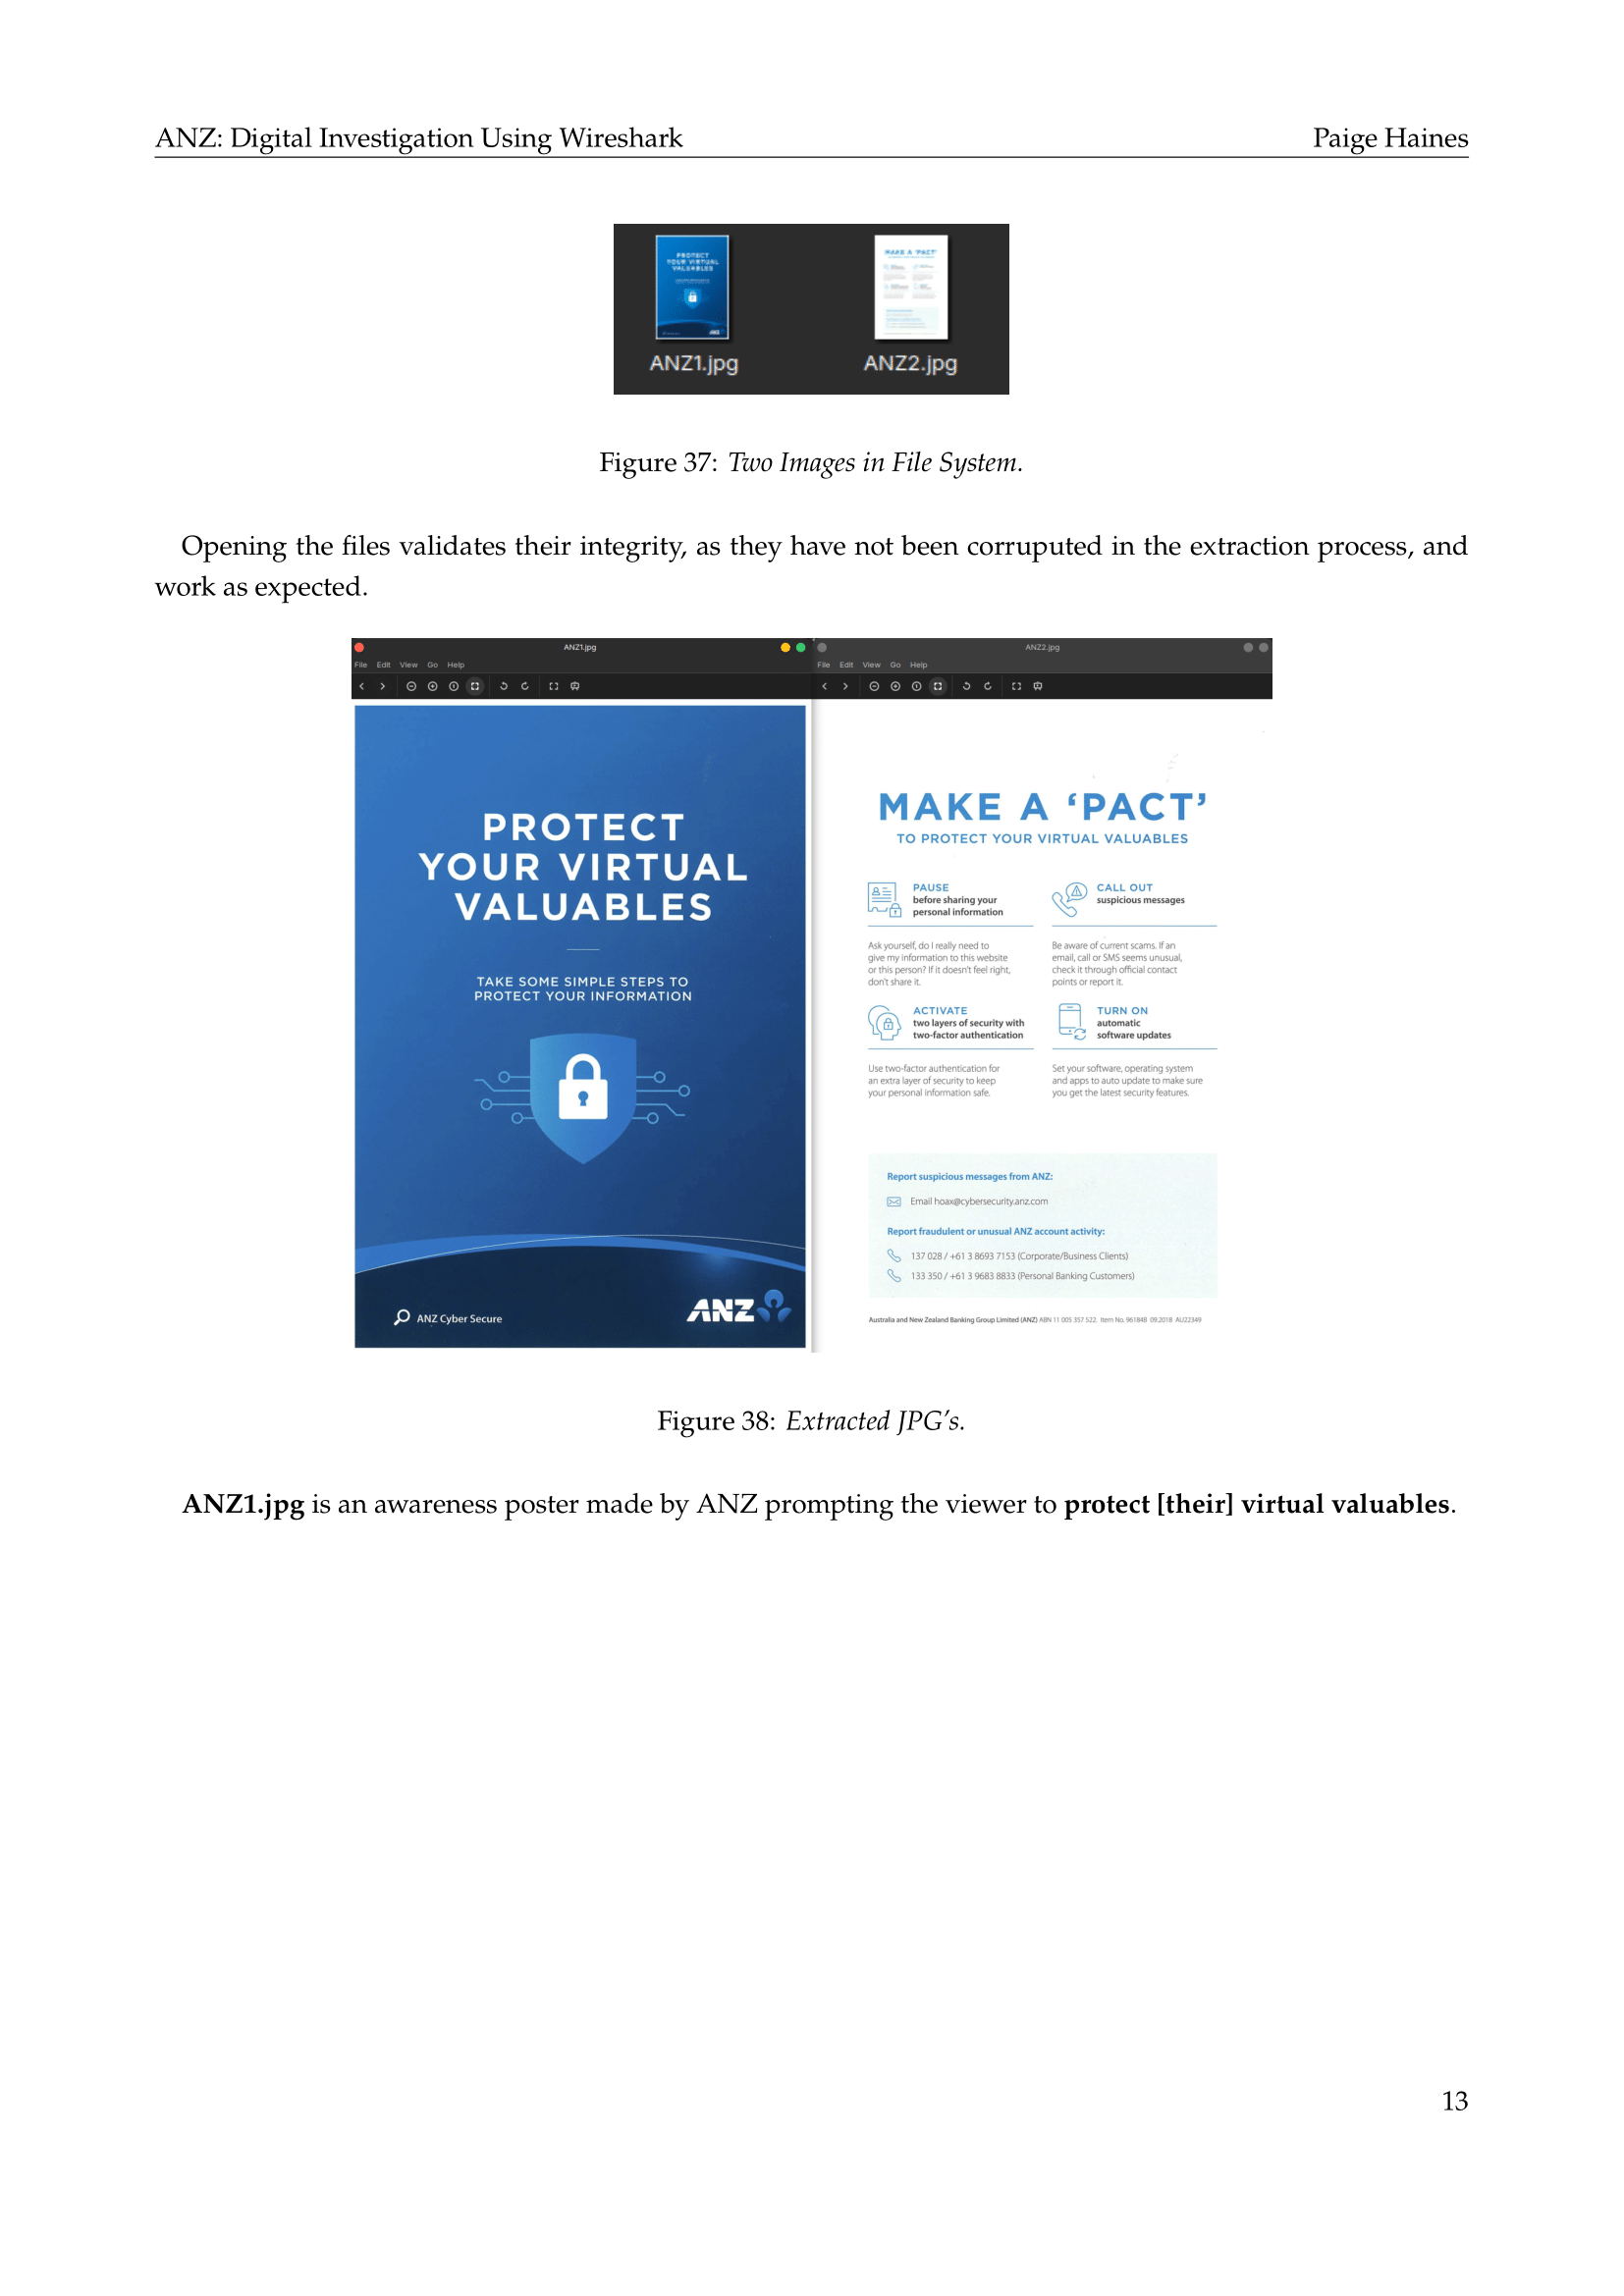 ANZ: Digital Investigation Using Wireshark Paige Haines
PROTECT
YOUR VIRTUAL
VALUABLES
MAKE A 'PACT'
ANZ1.jpg ANZ2.jpg
Figure 37: Two Images in File System.
Opening the files validates their integrity, as they have not been corruputed in the extraction process, and
work as expected.
ANZ1.jpg
File Edit View Go Help
PROTECT
YOUR VIRTUAL
VALUABLES
TAKE SOME SIMPLE STEPS TO
PROTECT YOUR INFORMATION
ANZ Cyber Secure
ANZ
ANZ2.jpg
File Edit View Go Help
MAKE A ‘PACT’
TO PROTECT YOUR VIRTUAL VALUABLES
PAUSE
before sharing your
personal information
Ask yourself, do I really need to
give my information to this website
or this person? If it doesn't feel right,
don't share it.
CALL OUT
suspicious messages
Be aware of current scams. If an
email, call or SMS seems unusual,
check it through official contact
points or report it.
ACTIVATE
two layers of security with
two-factor authentication
Use two-factor authentication for
an extra layer of security to keep
your personal information safe.
TURN ON
automatic
software updates
Set your software, operating system
and apps to auto update to make sure
you get the latest security features.
Report suspicious messages from ANZ:
Email hoax@cybersecurity.anz.com
Report fraudulent or unusual ANZ account activity:
137 028 / +61 3 8693 7153 (Corporate/Business Clients)
133 350 / +61 3 9683 8833 (Personal Banking Customers)
Australia and New Zealand Banking Group Limited (ANZ) ABN 11 005 357 522. Item No. 96184B 09.2018 AU22349
Figure 38: Extracted JPG's.
ANZ1.jpg is an awareness poster made by ANZ prompting the viewer to protect [their] virtual valuables.
13